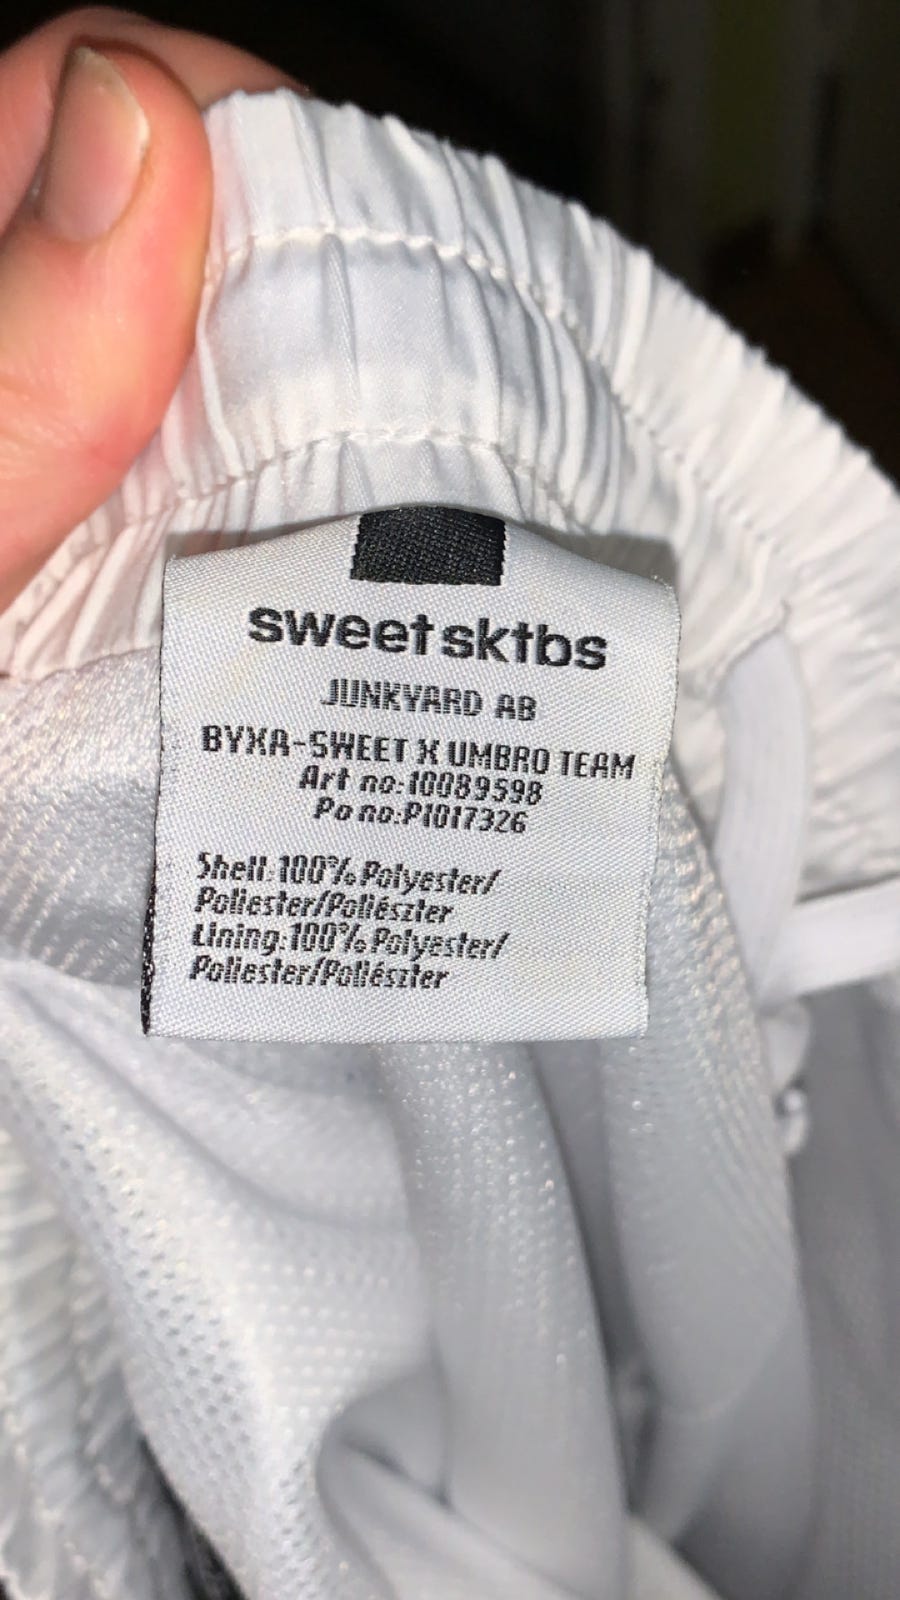 sweet sktbs
JUNKYARD AB
BYXA-SWEET X UMBRO TEAM
Art no:10089598
Po no:P1017326
Shell:100% Polyester/
Poliester/Poliészter
Lining:100% Polyester/
Poliester/Poliészter